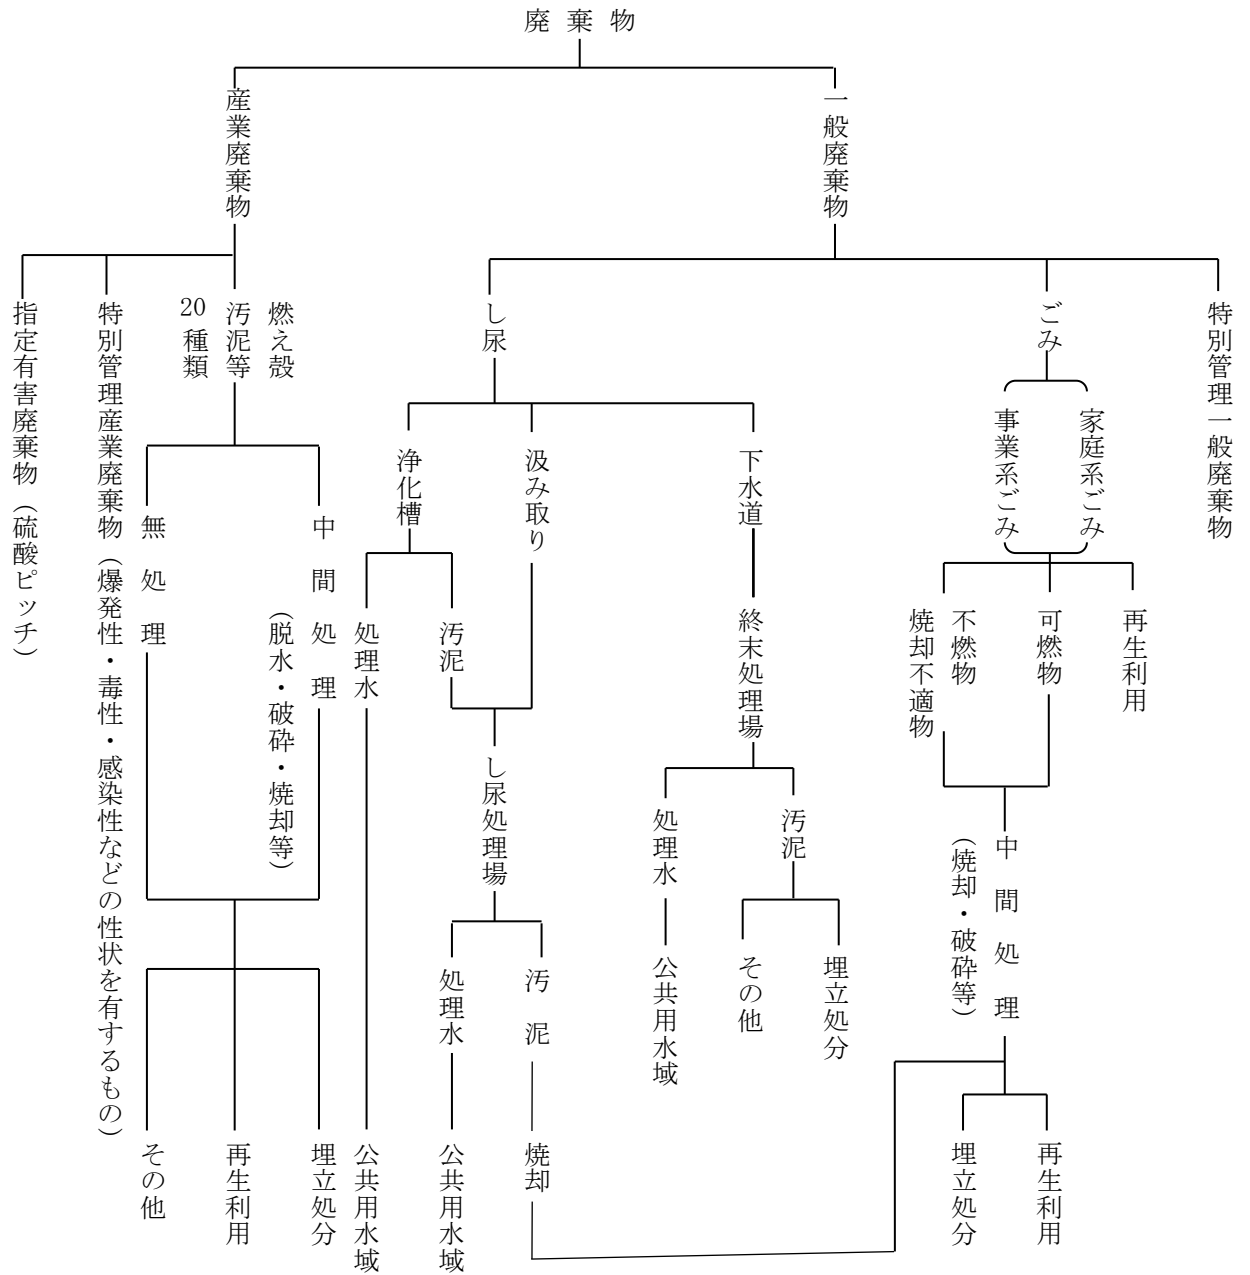 廃棄物
一般廃棄物
産業廃棄物
特別管理一般廃棄物
ごみ
家庭系ごみ
事業系ごみ
再生利用
可燃物
不燃物
焼却不適物
中間処理
(焼却・破砕等)
再生利用
埋立処分
し尿
下水道
終末処理場
汚泥
埋立処分
その他
処理水
公共用水域
汲み取り
浄化槽
汚泥
処理水
公共用水域
し尿処理場
汚泥
焼却
処理水
公共用水域
燃え殻
汚泥等
20種類
中間処理
(脱水・破砕・焼却等)
無処理
埋立処分
再生利用
その他
特別管理産業廃棄物(爆発性・毒性・感染性などの性状を有するもの)
指定有害廃棄物(硫酸ピッチ)